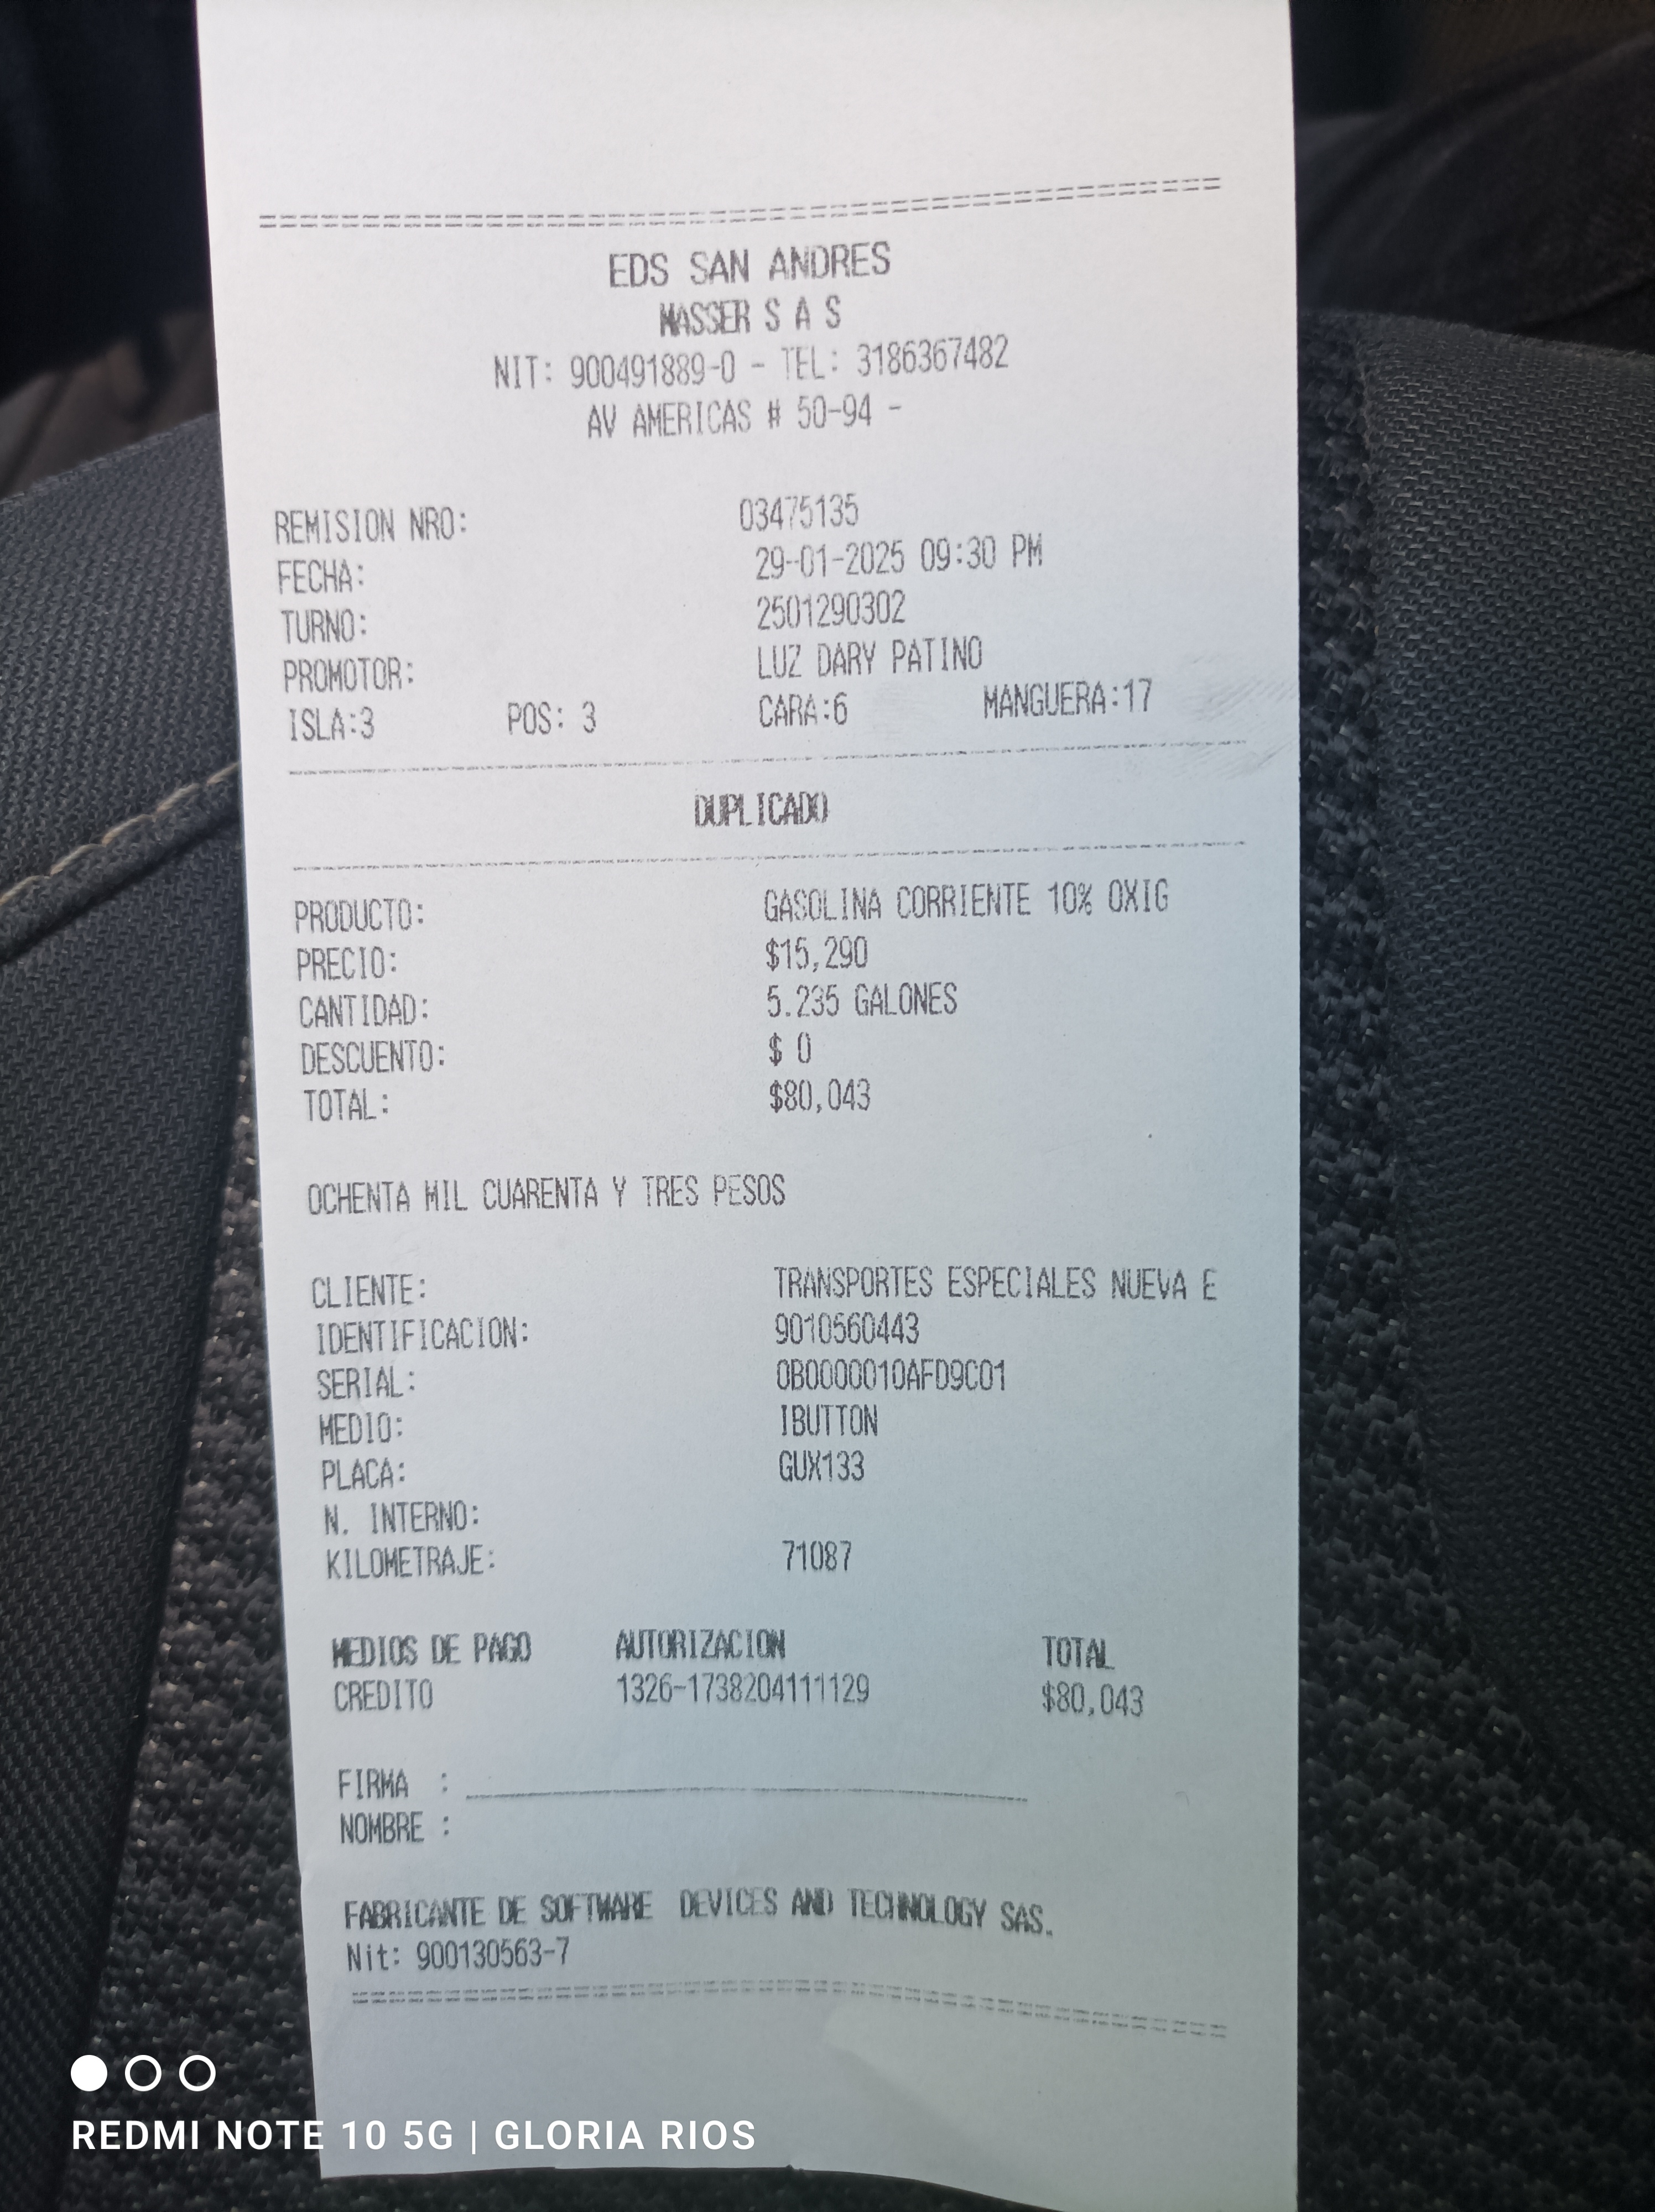 EDS SAN ANDRES
MASSER S A S
NIT: 900491889-0 - TEL: 3186367482
AV AMERICAS # 50-94 -
REMISION NRO: 03475135
FECHA: 29-01-2025 09:30 PM
TURNO: 2501290302
PROMOTOR: LUZ DARY PATINO
ISLA:3 POS: 3 CARA:6 MANGUERA:17
DUPLICADO
PRODUCTO: GASOLINA CORRIENTE 10% OXIG
PRECIO: $15,290
CANTIDAD: 5.235 GALONES
DESCUENTO: $ 0
TOTAL: $80,043
OCHENTA MIL CUARENTA Y TRES PESOS
CLIENTE: TRANSPORTES ESPECIALES NUEVA E
IDENTIFICACION: 9010560443
SERIAL: 0B0000010AFD9C01
MEDIO: IBUTTON
PLACA: GUX133
N. INTERNO:
KILOMETRAJE: 71087
MEDIOS DE PAGO AUTORIZACION TOTAL
CREDITO 1326-1738204111129 $80,043
FIRMA :
NOMBRE :
FABRICANTE DE SOFTWARE DEVICES AND TECHNOLOGY SAS.
Nit: 900130563-7
REDMI NOTE 10 5G | GLORIA RIOS